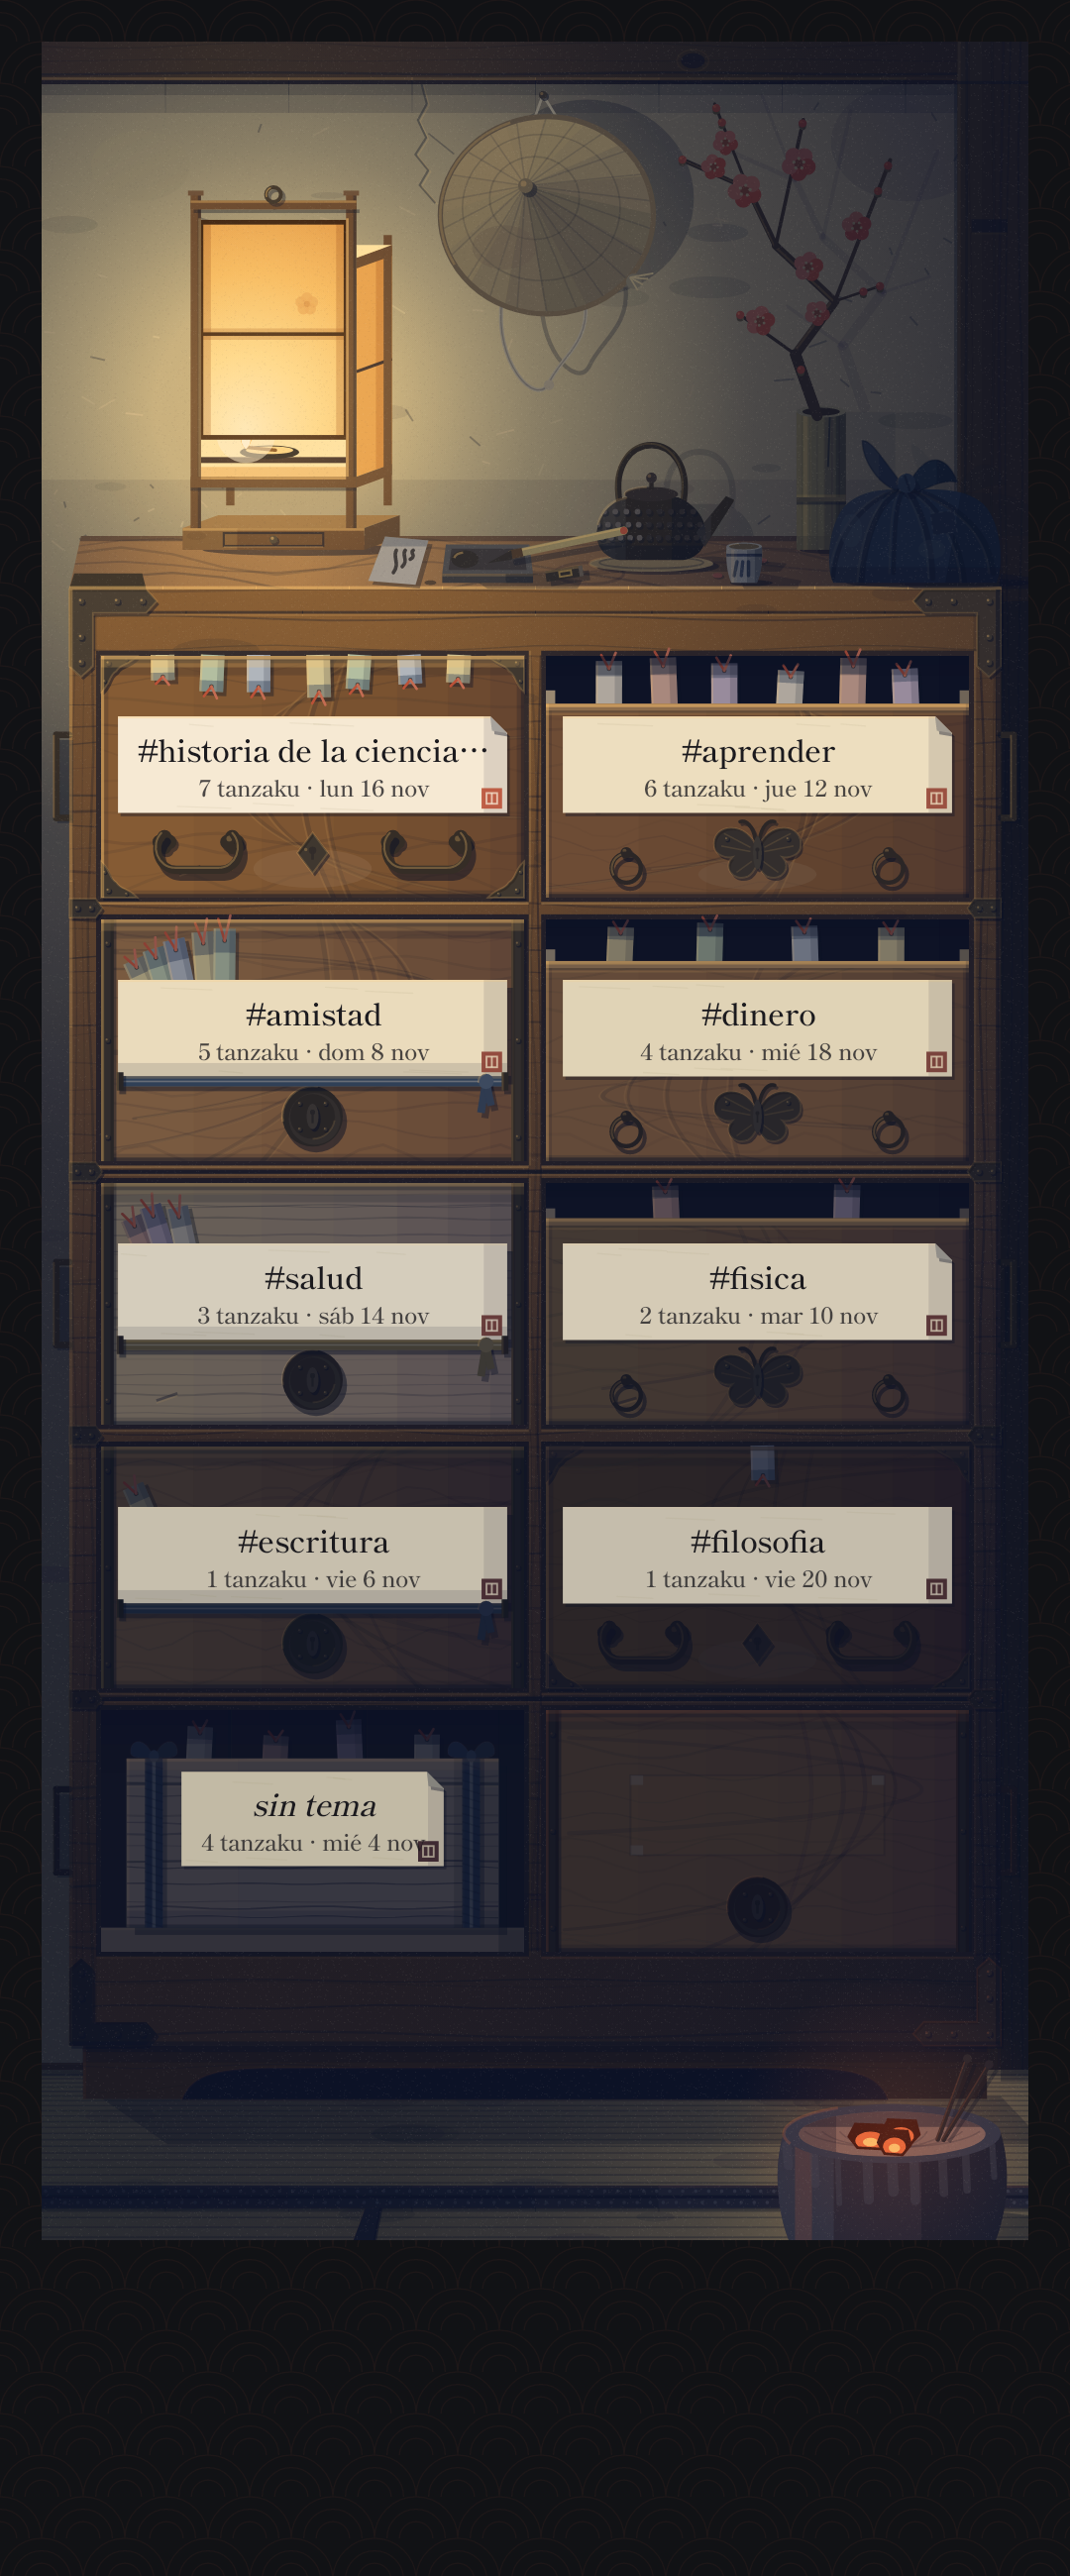 #historia de la ciencia···
7 tanzaku · lun 16 nov
#aprender
6 tanzaku · jue 12 nov
#amistad
5 tanzaku · dom 8 nov
#dinero
4 tanzaku · mié 18 nov
#salud
3 tanzaku · sáb 14 nov
#fisica
2 tanzaku · mar 10 nov
#escritura
1 tanzaku · vie 6 nov
#filosofia
1 tanzaku · vie 20 nov
sin tema
4 tanzaku · mié 4 nov